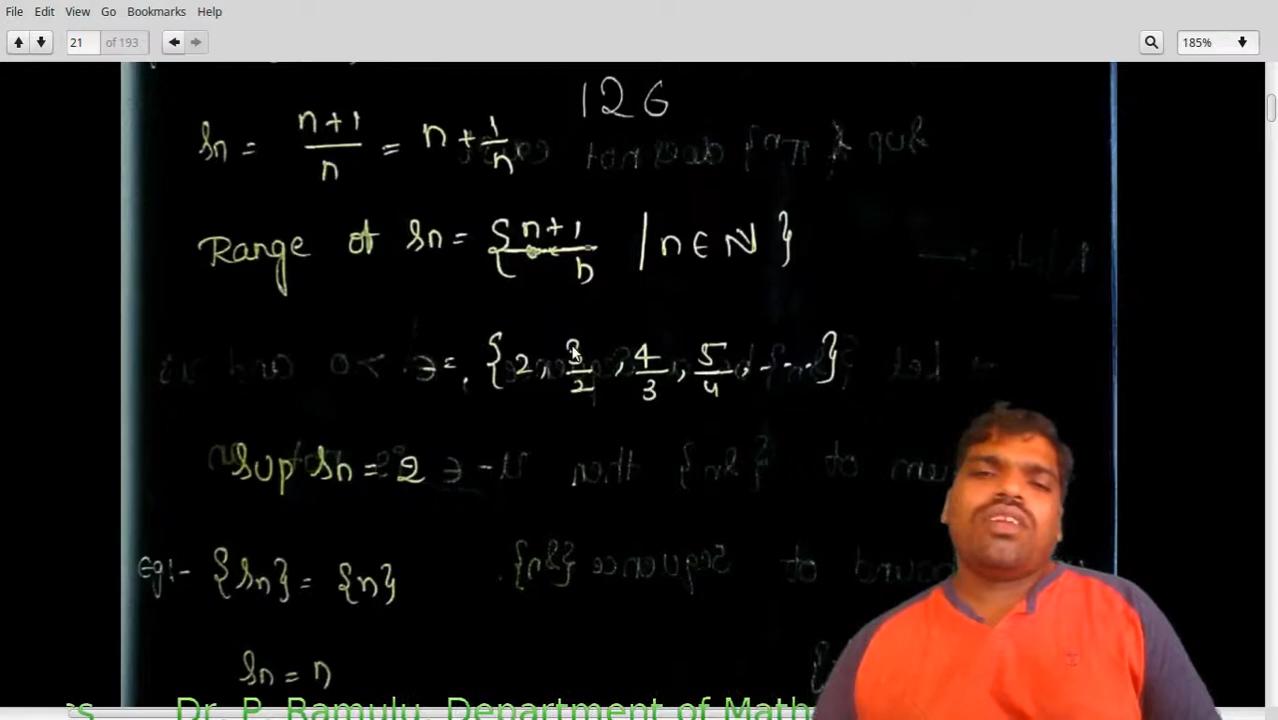 File Edit View Go Bookmarks Help
21 of 193 185%
126
Sn = n+1/n = n + 1/n
Range of Sn = { n+1/n | n ∈ N }
= { 2, 3/2, 4/3, 5/4, - - - }
Sup Sn = 2
Eg:- {Sn} = {n}
Sn = n
Dr. P. Ramulu, Department of Math